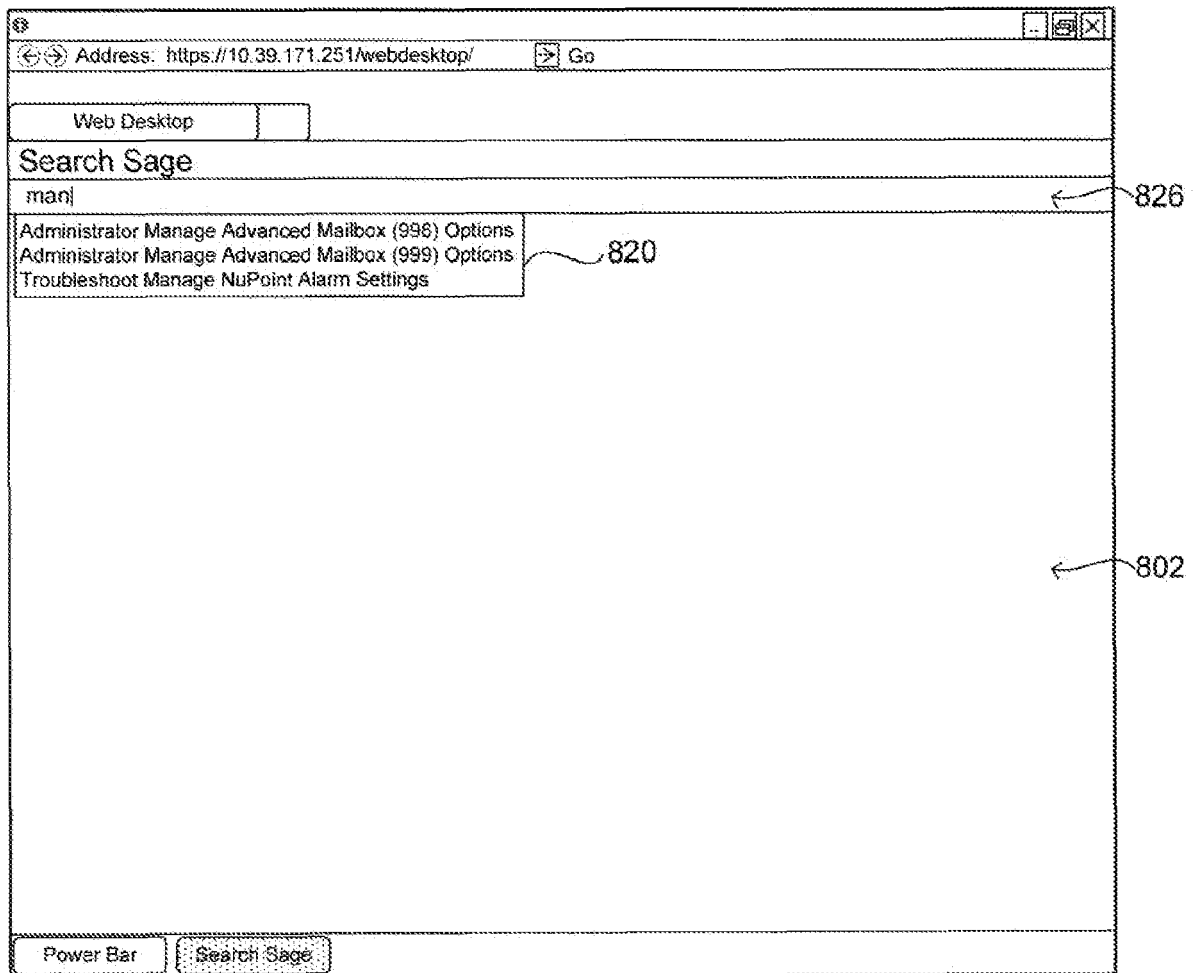 Address: https://10.39.171.251/webdesktop/ Go
Web Desktop
Search Sage
man
826
Administrator Manage Advanced Mailbox (998) Options
Administrator Manage Advanced Mailbox (999) Options
Troubleshoot Manage NuPoint Alarm Settings
820
802
Power Bar
Search Sage